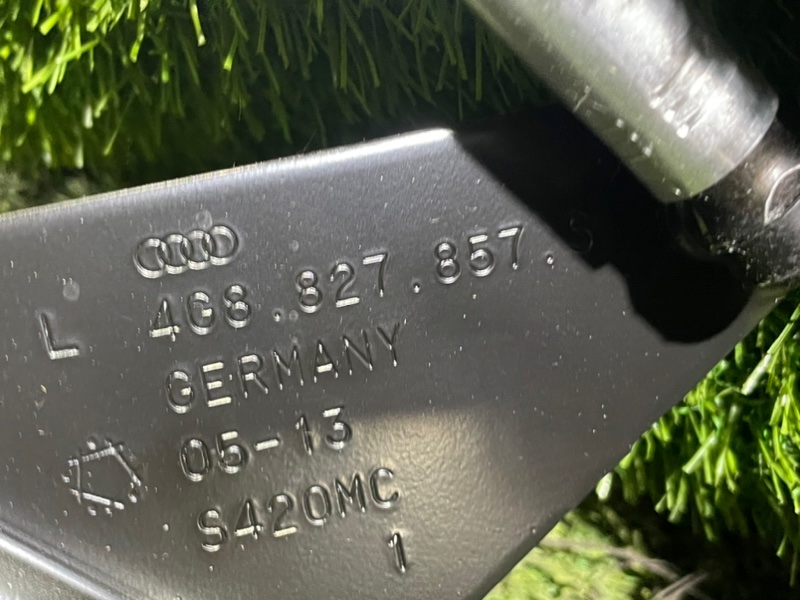 L 4G8.827.857.
GERMANY
05-13
S420MC
1